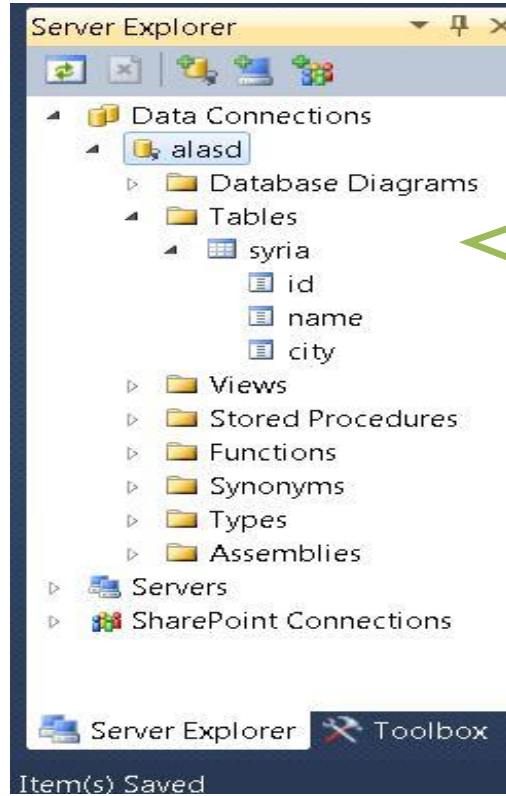 Server Explorer
Data Connections
alasd
Database Diagrams
Tables
syria
id
name
city
Views
Stored Procedures
Functions
Synonyms
Types
Assemblies
Servers
SharePoint Connections
Server Explorer Toolbox
Item(s) Saved